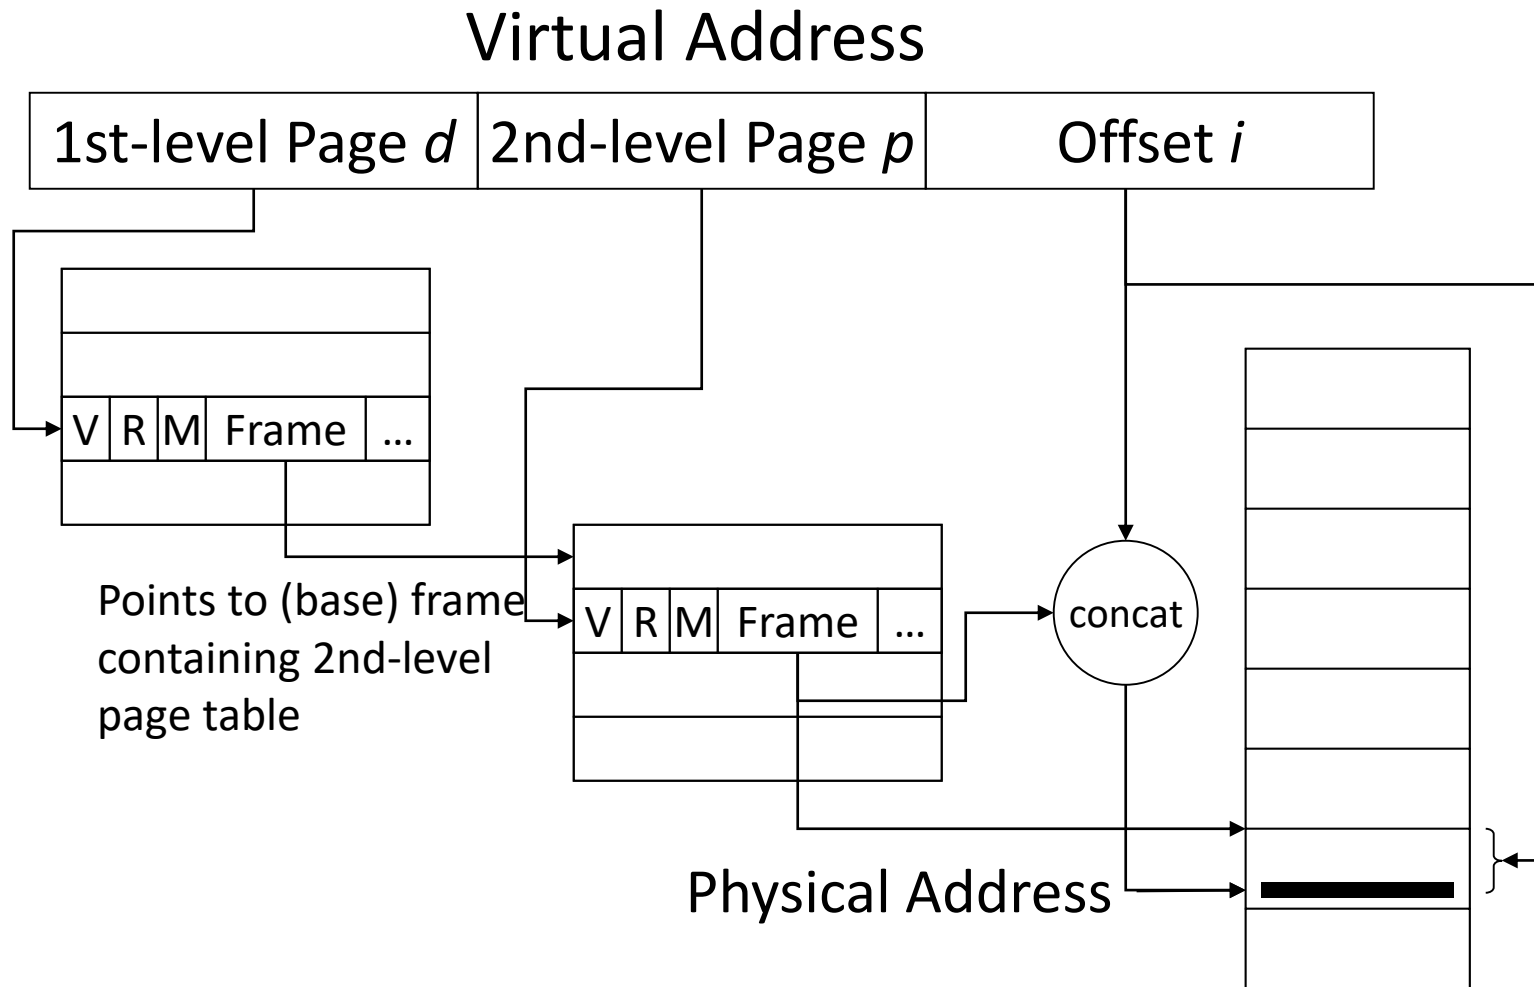 Virtual Address
1st-level Page d 2nd-level Page p Offset i
V R M Frame ...
Points to (base) frame
containing 2nd-level
page table
V R M Frame ...
concat
Physical Address